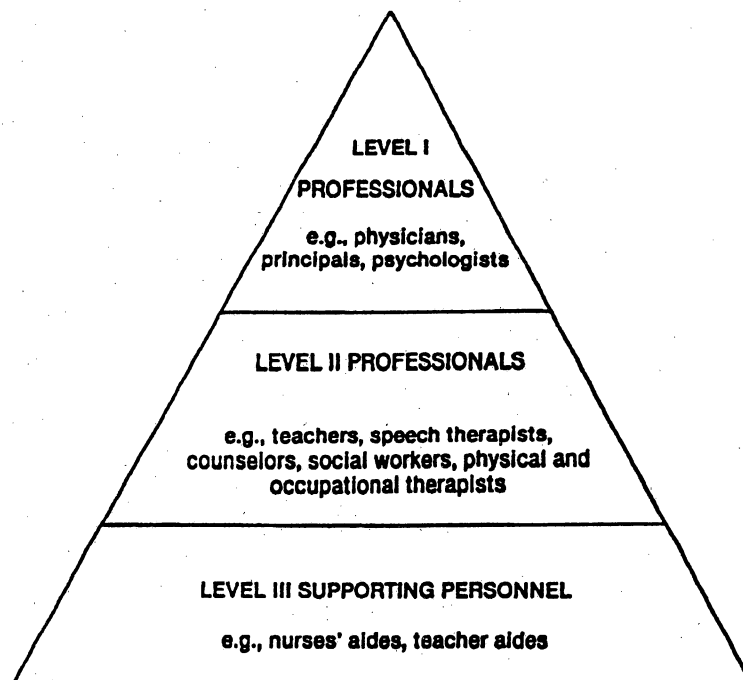 LEVEL I
PROFESSIONALS
e.g., physicians,
principals, psychologists
LEVEL II PROFESSIONALS
e.g., teachers, speech therapists,
counselors, social workers, physical and
occupational therapists
LEVEL III SUPPORTING PERSONNEL
e.g., nurses' aides, teacher aides